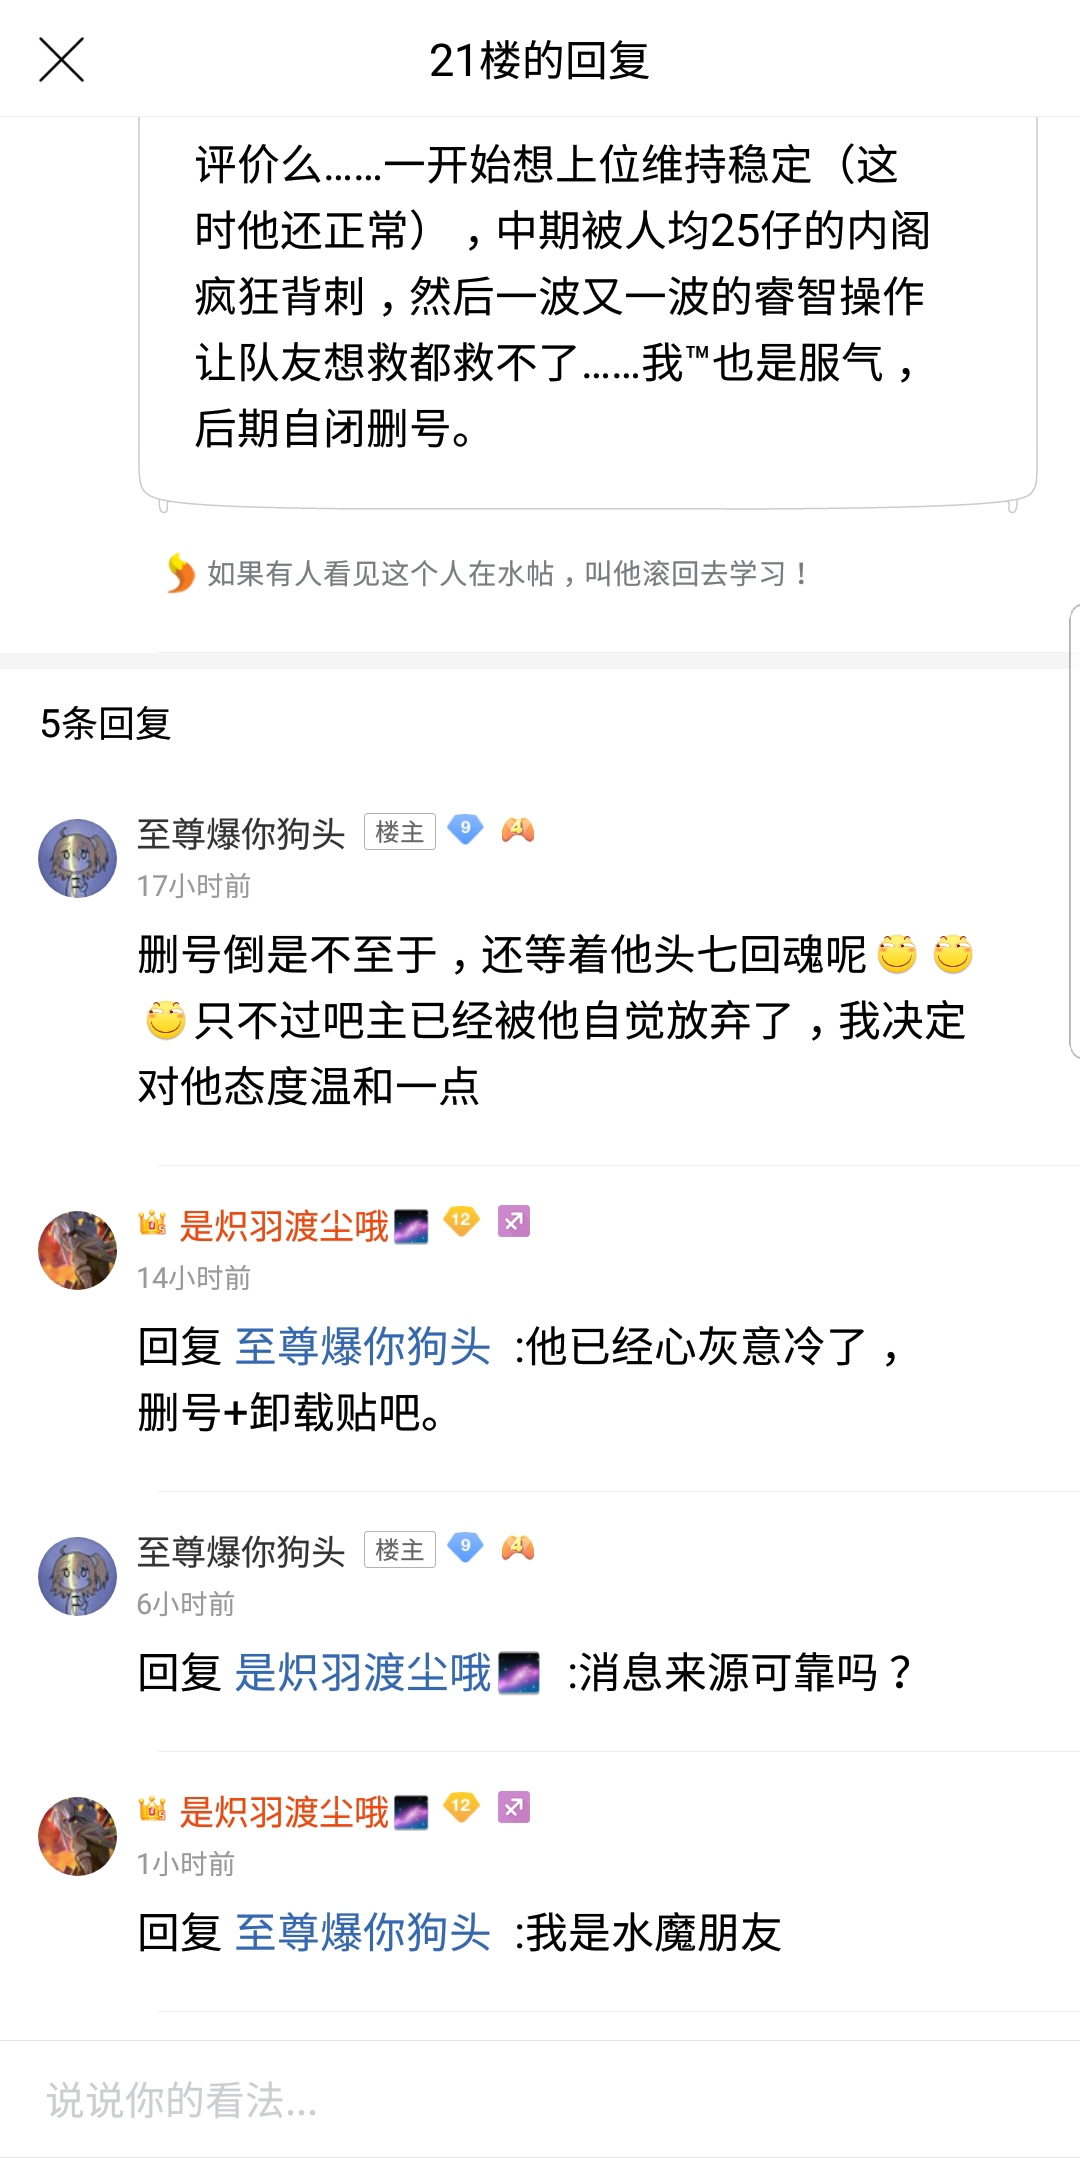 21楼的回复
评价么……一开始想上位维持稳定（这
时他还正常），中期被人均25仔的内阁
疯狂背刺，然后一波又一波的睿智操作
让队友想救都救不了……我™也是服气，
后期自闭删号。
如果有人看见这个人在水帖，叫他滚回去学习！
5条回复
至尊爆你狗头 楼主 9 4
17小时前
删号倒是不至于，还等着他头七回魂呢
只不过吧主已经被他自觉放弃了，我决定
对他态度温和一点
是炽羽渡尘哦 12
14小时前
回复 至尊爆你狗头 :他已经心灰意冷了，
删号+卸载贴吧。
至尊爆你狗头 楼主 9 4
6小时前
回复 是炽羽渡尘哦 :消息来源可靠吗？
是炽羽渡尘哦 12
1小时前
回复 至尊爆你狗头 :我是水魔朋友
说说你的看法...